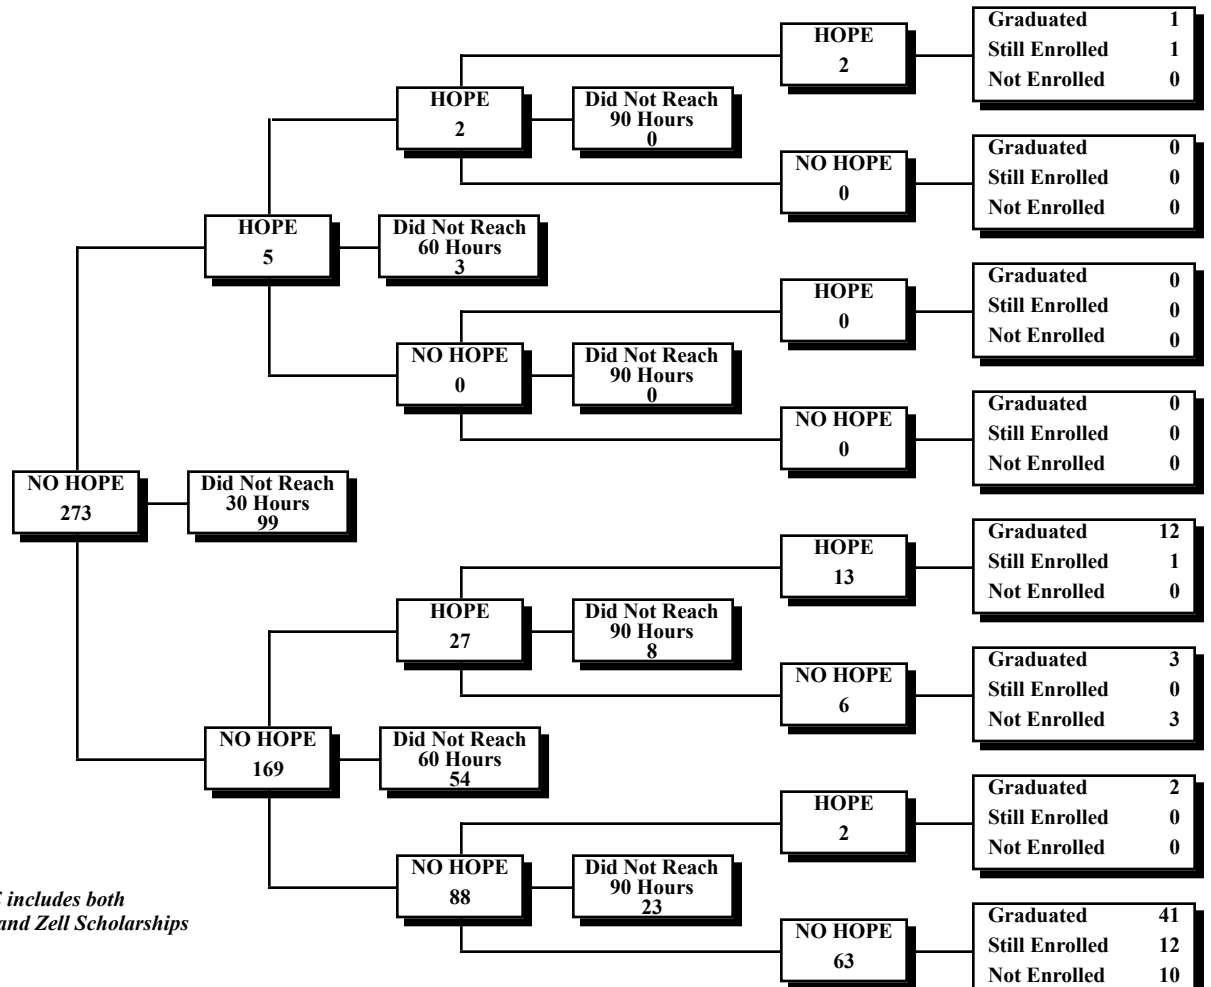 Graduated 1
Still Enrolled 1
Not Enrolled 0
HOPE
2
HOPE
2
Did Not Reach
90 Hours
0
NO HOPE
0
Graduated 0
Still Enrolled 0
Not Enrolled 0
HOPE
5
Did Not Reach
60 Hours
3
HOPE
0
Graduated 0
Still Enrolled 0
Not Enrolled 0
NO HOPE
0
Did Not Reach
90 Hours
0
NO HOPE
0
Graduated 0
Still Enrolled 0
Not Enrolled 0
NO HOPE
273
Did Not Reach
30 Hours
99
HOPE
13
Graduated 12
Still Enrolled 1
Not Enrolled 0
HOPE
27
Did Not Reach
90 Hours
8
NO HOPE
6
Graduated 3
Still Enrolled 0
Not Enrolled 3
NO HOPE
169
Did Not Reach
60 Hours
54
HOPE
2
Graduated 2
Still Enrolled 0
Not Enrolled 0
NO HOPE
88
Did Not Reach
90 Hours
23
NO HOPE
63
Graduated 41
Still Enrolled 12
Not Enrolled 10
includes both
and Zell Scholarships